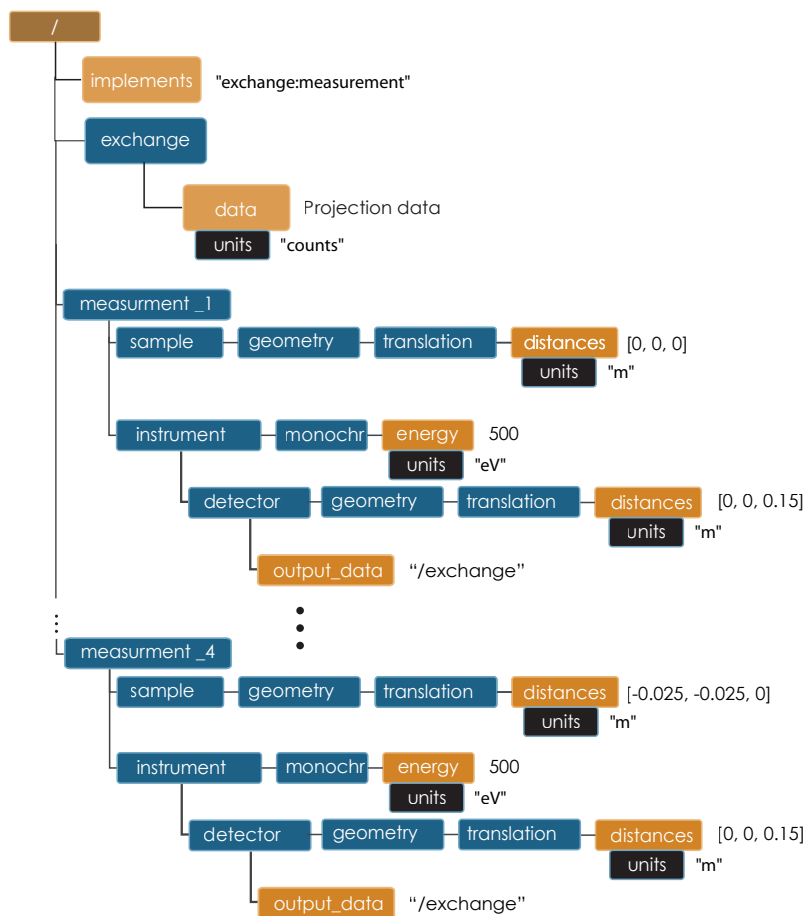 /
implements "exchange:measurement"
exchange
data Projection data
units "counts"
measurment _1
sample geometry translation distances [0, 0, 0]
units "m"
instrument monochr energy 500
units "eV"
detector geometry translation distances [0, 0, 0.15]
units "m"
output_data “/exchange”
measurment _4
sample geometry translation distances [-0.025, -0.025, 0]
units "m"
instrument monochr energy 500
units "eV"
detector geometry translation distances [0, 0, 0.15]
units "m"
output_data “/exchange”